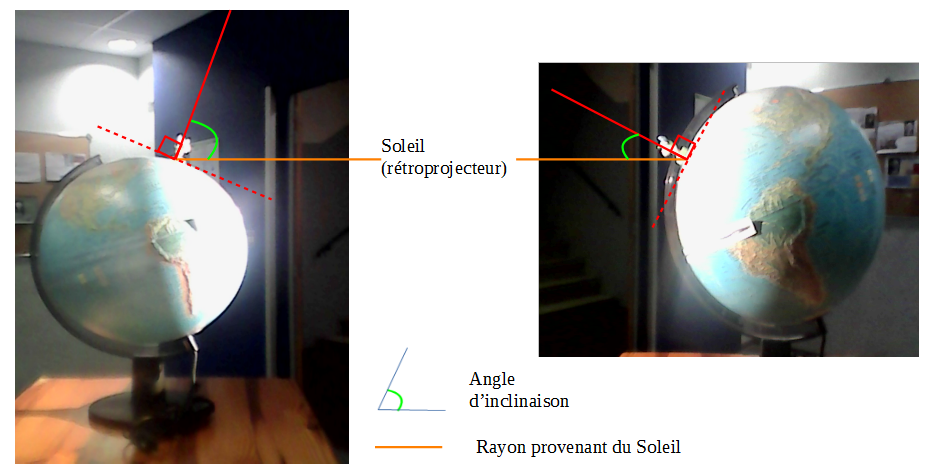 Soleil
(rétroprojecteur)
Angle
d’inclinaison
Rayon provenant du Soleil